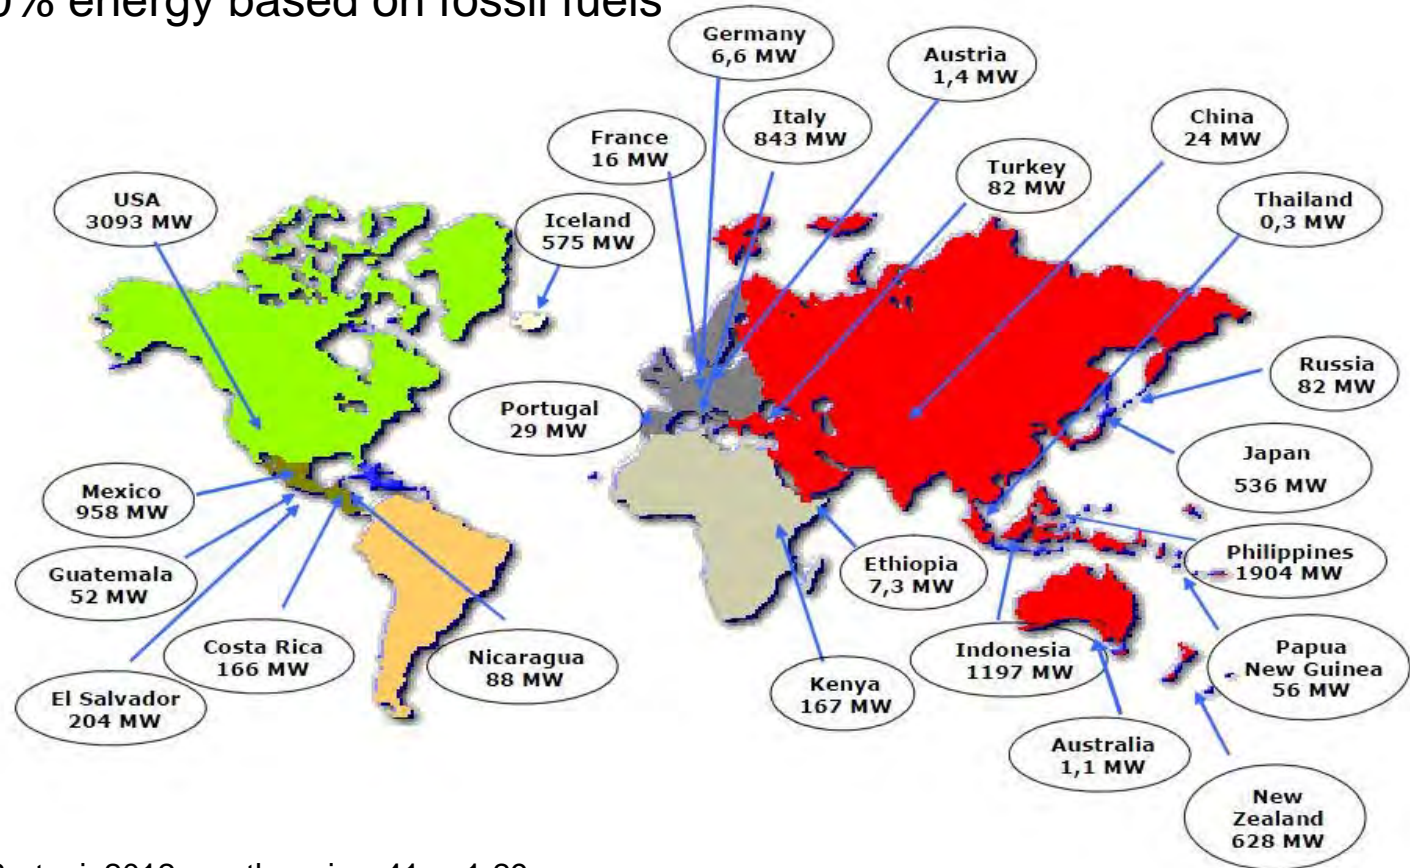 0% energy based on fossil fuels
Germany
6,6 MW
Austria
1,4 MW
Italy
843 MW
China
24 MW
France
16 MW
Turkey
82 MW
USA
3093 MW
Thailand
0,3 MW
Iceland
575 MW
Russia
82 MW
Portugal
29 MW
Japan
536 MW
Mexico
958 MW
Philippines
1904 MW
Ethiopia
7,3 MW
Guatemala
52 MW
Costa Rica
166 MW
Nicaragua
88 MW
Indonesia
1197 MW
Papua
New Guinea
56 MW
Kenya
167 MW
El Salvador
204 MW
Australia
1,1 MW
New
Zealand
628 MW